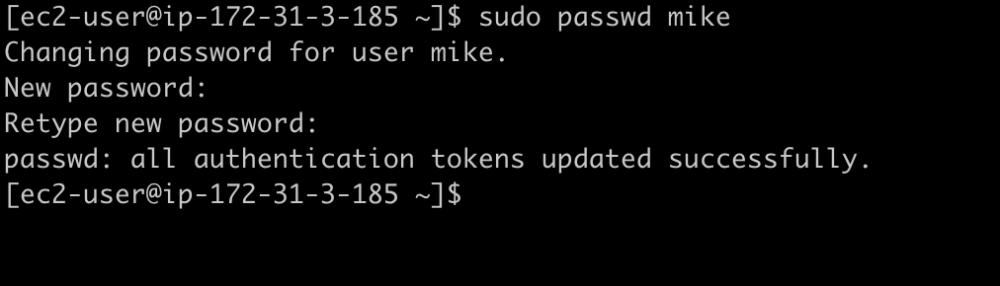 [ec2-user@ip-172-31-3-185 ~]$ sudo passwd mike
Changing password for user mike.
New password:
Retype new password:
passwd: all authentication tokens updated successfully.
[ec2-user@ip-172-31-3-185 ~]$